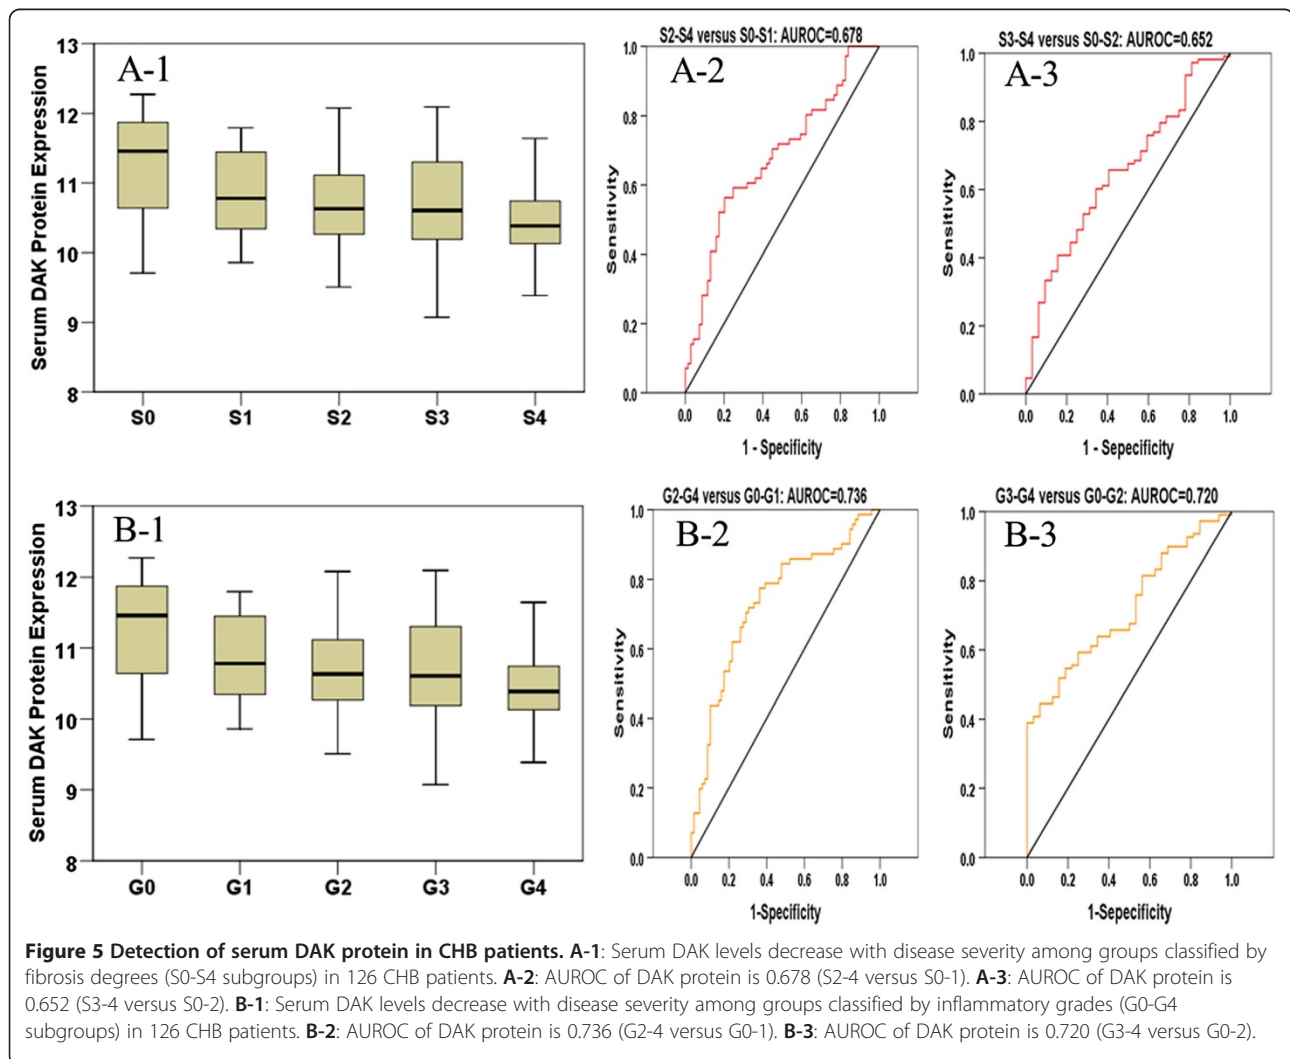 A-1
Serum DAK Protein Expression
13
12
11
10
9
8
S0 S1 S2 S3 S4
S2-S4 versus S0-S1: AUROC=0.678
A-2
Sensitivity
1.0
0.8
0.6
0.4
0.2
0.0
0.0 0.2 0.4 0.6 0.8 1.0
1 - Specificity
S3-S4 versus S0-S2: AUROC=0.652
A-3
Sensitivity
1.0
0.8
0.6
0.4
0.2
0.0
0.0 0.2 0.4 0.6 0.8 1.0
1 - Sepecificity
B-1
Serum DAK Protein Expression
13
12
11
10
9
8
G0 G1 G2 G3 G4
G2-G4 versus G0-G1: AUROC=0.736
B-2
Sensitivity
1.0
0.8
0.6
0.4
0.2
0.0
0.0 0.2 0.4 0.6 0.8 1.0
1-Specificity
G3-G4 versus G0-G2: AUROC=0.720
B-3
Sensitivity
1.0
0.8
0.6
0.4
0.2
0.0
0.0 0.2 0.4 0.6 0.8 1.0
1-Sepecificity
Figure 5 Detection of serum DAK protein in CHB patients. A-1: Serum DAK levels decrease with disease severity among groups classified by
fibrosis degrees (S0-S4 subgroups) in 126 CHB patients. A-2: AUROC of DAK protein is 0.678 (S2-4 versus S0-1). A-3: AUROC of DAK protein is
0.652 (S3-4 versus S0-2). B-1: Serum DAK levels decrease with disease severity among groups classified by inflammatory grades (G0-G4
subgroups) in 126 CHB patients. B-2: AUROC of DAK protein is 0.736 (G2-4 versus G0-1). B-3: AUROC of DAK protein is 0.720 (G3-4 versus G0-2).